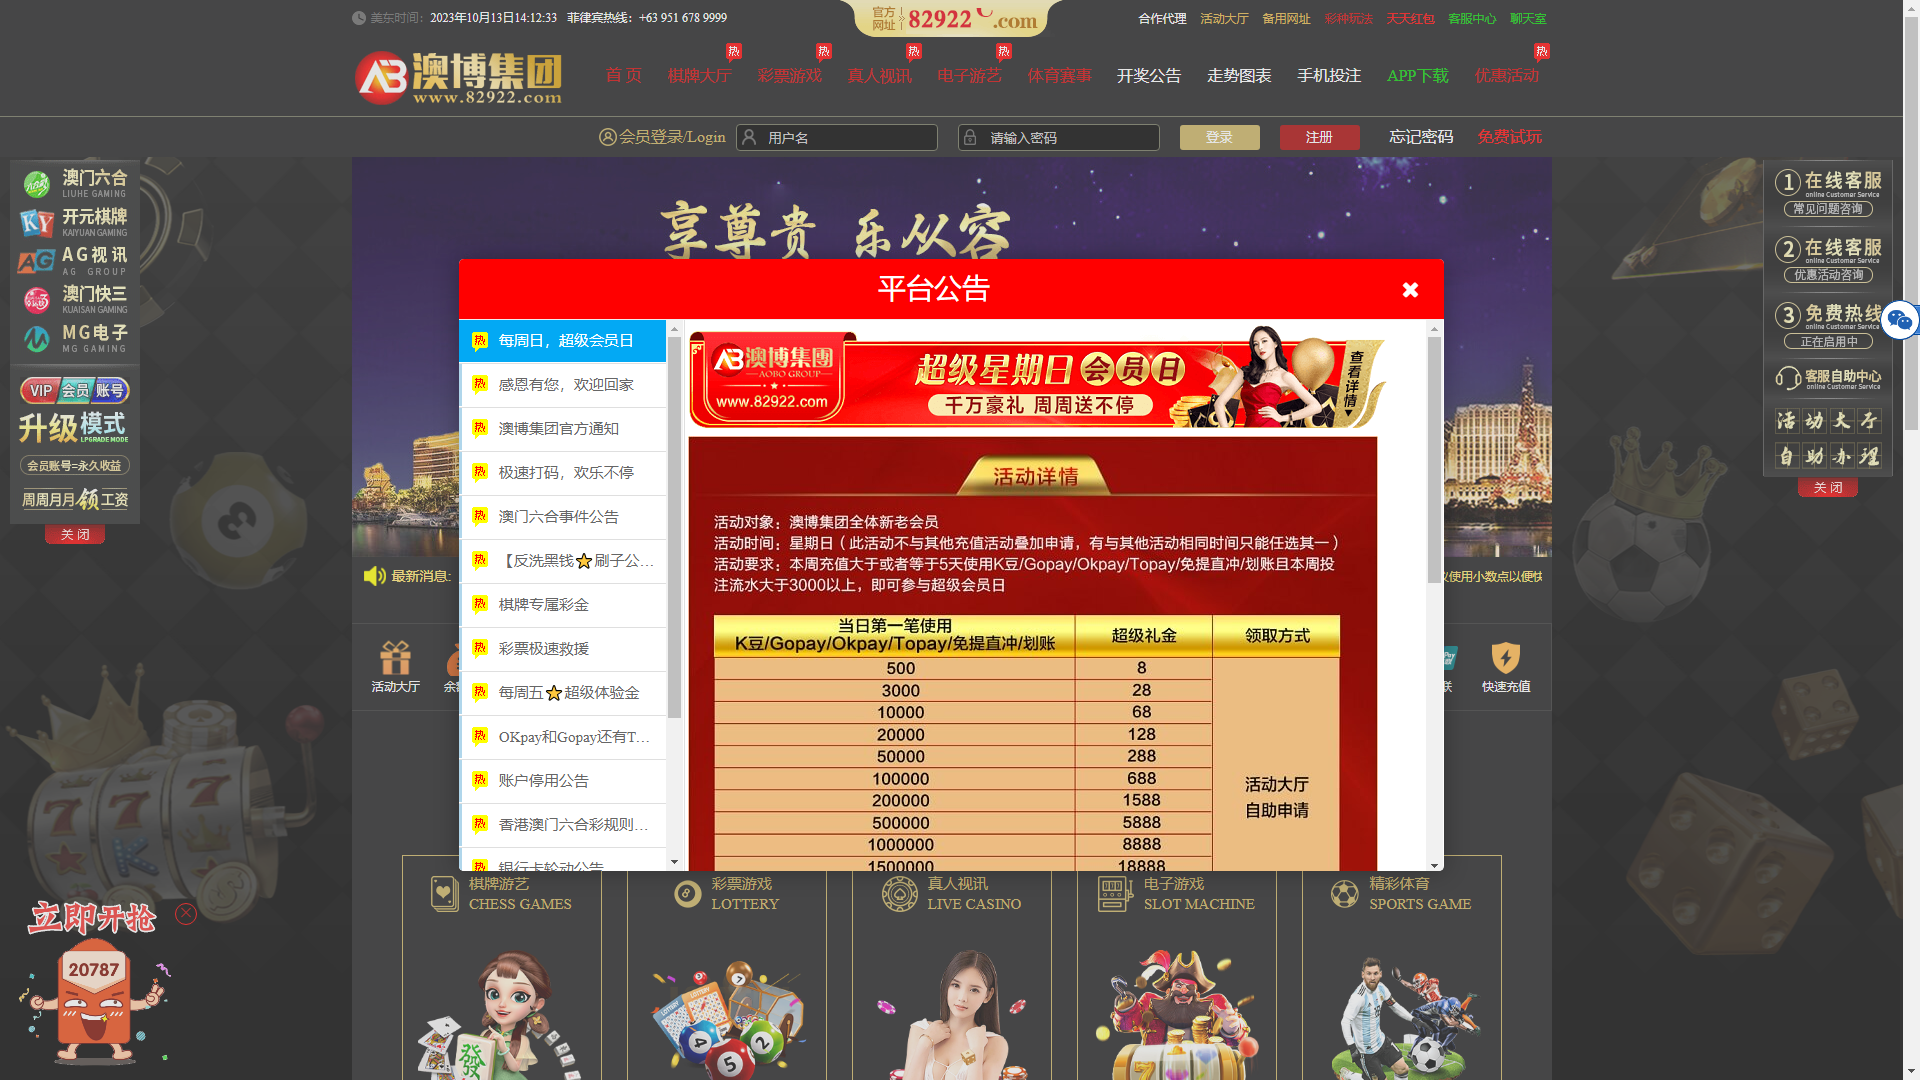 美东时间：2023年10月13日14:12:33 菲律宾热线：+63 951 678 9999
官方网址 82922.com
合作代理 活动大厅 备用网址 彩种玩法 天天红包 客服中心 聊天室
澳博集团
www.82922.com
热 热 热 热 热
首 页 棋牌大厅 彩票游戏 真人视讯 电子游艺 体育赛事 开奖公告 走势图表 手机投注 APP下载 优惠活动
会员登录/Login 用户名 请输入密码 登录 注册 忘记密码 免费试玩
澳门六合
LIUHE GAMING
开元棋牌
KAIYUAN GAMING
AG视讯
AG GROUP
澳门快三
KUAISAN GAMING
MG电子
MG GAMING
VIP 会员 账号
升级模式
LPGRADE MODE
会员账号=永久收益
周周月月领工资
关 闭
享尊贵 乐从容
1 在线客服
online Customer Service
常见问题咨询
2 在线客服
online Customer Service
优惠活动咨询
3 免费热线
online Customer Service
正在启用中
客服自助中心
online Customer Service
活动大厅
自助办理
关 闭
平台公告
热 每周日，超级会员日
热 感恩有您，欢迎回家
热 澳博集团官方通知
热 极速打码，欢乐不停
热 澳门六合事件公告
热 【反洗黑钱⭐刷子公...
热 棋牌专属彩金
热 彩票极速救援
热 每周五⭐超级体验金
热 OKpay和Gopay还有T...
热 账户停用公告
热 香港澳门六合彩规则...
热 银行卡轮动公告
澳博集團
AOBO GROUP
www.82922.com
超级星期日会员日
千万豪礼 周周送不停
查看详情
活动详情
活动对象：澳博集团全体新老会员
活动时间：星期日（此活动不与其他充值活动叠加申请，有与其他活动相同时间只能任选其一）
活动要求：本周充值大于或者等于5天使用K豆/Gopay/Okpay/Topay/免提直冲/划账且本周投
注流水大于3000以上，即可参与超级会员日
当日第一笔使用
K豆/Gopay/Okpay/Topay/免提直冲/划账 超级礼金 领取方式
500 8
3000 28
10000 68
20000 128
50000 288
100000 688
200000 1588
500000 5888
1000000 8888
1500000 18888
活动大厅
自助申请
最新消息:
使用小数点以便快
活动大厅
快速充值
棋牌游艺
CHESS GAMES
彩票游戏
LOTTERY
真人视讯
LIVE CASINO
电子游戏
SLOT MACHINE
精彩体育
SPORTS GAME
立即开抢
20787